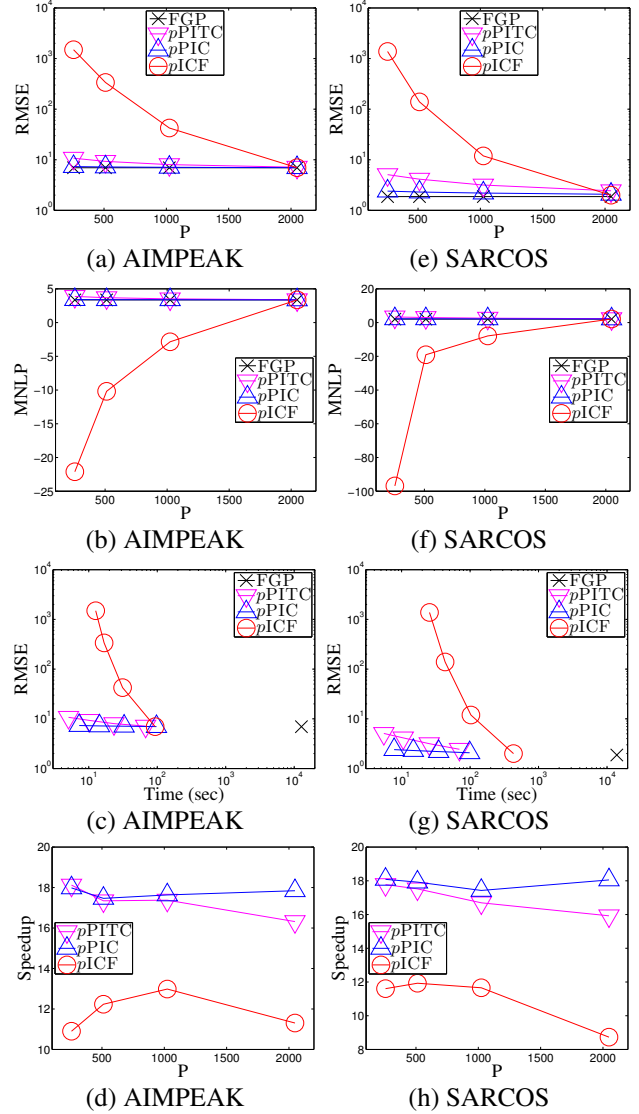 10^4
10^3
10^2
10^1
10^0
RMSE
FGP
pPITC
pPIC
pICF
500 1000 1500 2000
P
(a) AIMPEAK
10^4
10^3
10^2
10^1
10^0
RMSE
FGP
pPITC
pPIC
pICF
500 1000 1500 2000
P
(e) SARCOS
5
0
−5
−10
−15
−20
−25
MNLP
FGP
pPITC
pPIC
pICF
500 1000 1500 2000
P
(b) AIMPEAK
20
0
−20
−40
−60
−80
−100
MNLP
FGP
pPITC
pPIC
pICF
500 1000 1500 2000
P
(f) SARCOS
10^4
10^3
10^2
10^1
10^0
RMSE
FGP
pPITC
pPIC
pICF
10^1 10^2 10^3 10^4
Time (sec)
(c) AIMPEAK
10^4
10^3
10^2
10^1
10^0
RMSE
FGP
pPITC
pPIC
pICF
10^1 10^2 10^3 10^4
Time (sec)
(g) SARCOS
20
18
16
14
12
10
Speedup
pPITC
pPIC
pICF
500 1000 1500 2000
P
(d) AIMPEAK
20
18
16
14
12
10
8
Speedup
pPITC
pPIC
pICF
500 1000 1500 2000
P
(h) SARCOS